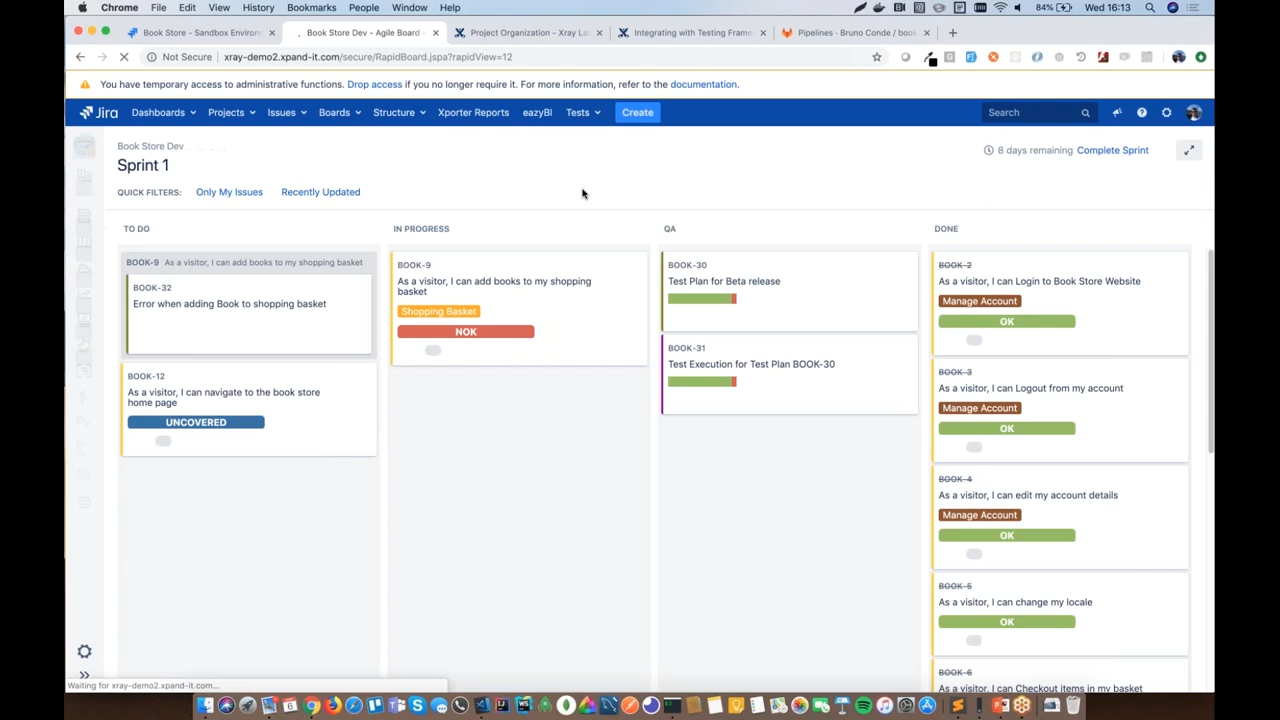 Chrome File Edit View History Bookmarks People Window Help 84% Wed 16:13
Book Store - Sandbox Environ × Book Store Dev - Agile Board - × Project Organization - Xray La × Integrating with Testing Frame × Pipelines - Bruno Conde / book ×
Not Secure xray-demo2.xpand-it.com/secure/RapidBoard.jspa?rapidView=12
You have temporary access to administrative functions. Drop access if you no longer require it. For more information, refer to the documentation.
Jira Dashboards Projects Issues Boards Structure Xporter Reports eazyBI Tests Create Search
Book Store Dev
Sprint 1
8 days remaining Complete Sprint
QUICK FILTERS: Only My Issues Recently Updated
TO DO
BOOK-9 As a visitor, I can add books to my shopping basket
BOOK-32
Error when adding Book to shopping basket
BOOK-12
As a visitor, I can navigate to the book store
home page
UNCOVERED
IN PROGRESS
BOOK-9
As a visitor, I can add books to my shopping
basket
Shopping Basket
NOK
QA
BOOK-30
Test Plan for Beta release
BOOK-31
Test Execution for Test Plan BOOK-30
DONE
BOOK-2
As a visitor, I can Login to Book Store Website
Manage Account
OK
BOOK-3
As a visitor, I can Logout from my account
Manage Account
OK
BOOK-4
As a visitor, I can edit my account details
Manage Account
OK
BOOK-5
As a visitor, I can change my locale
OK
BOOK-6
As a visitor, I can Checkout items in my basket
Waiting for xray-demo2.xpand-it.com...